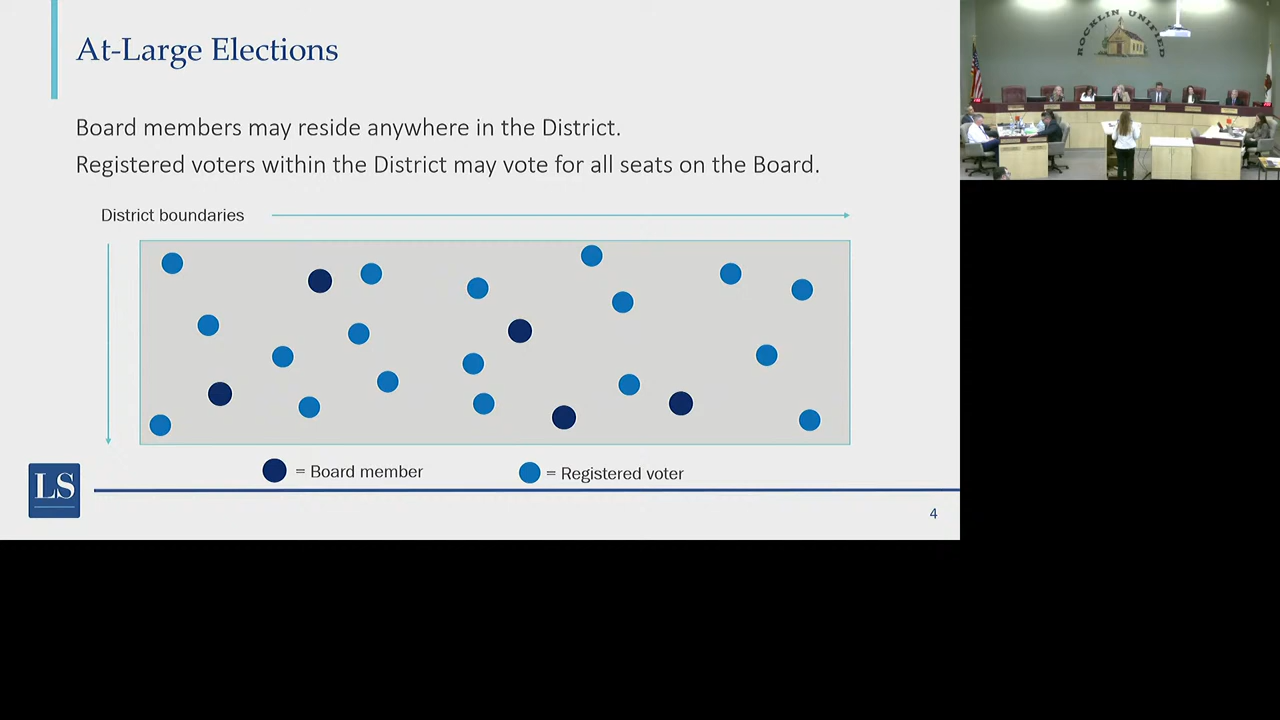 At-Large Elections
ROCKLIN UNIFIED
Board members may reside anywhere in the District.
Registered voters within the District may vote for all seats on the Board.
District boundaries
= Board member
= Registered voter
LS
4